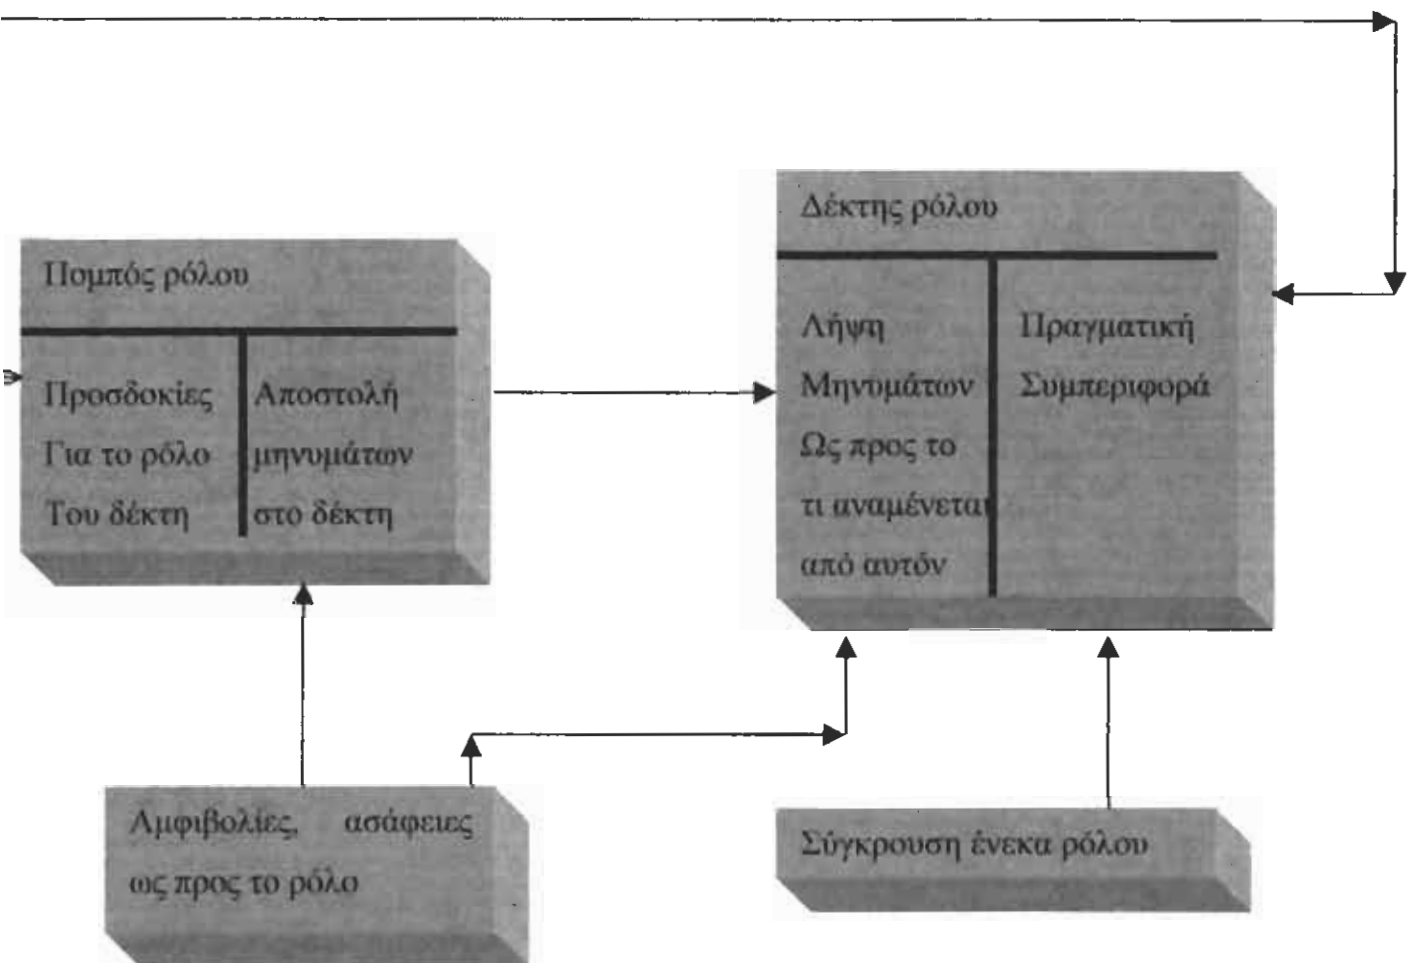 Πομπός ρόλου
Προσδοκίες
Για το ρόλο
Του δέκτη
Αποστολή
μηνυμάτων
στο δέκτη
Δέκτης ρόλου
Λήψη
Μηνυμάτων
Ως προς το
τι αναμένεται
από αυτόν
Πραγματική
Συμπεριφορά
Αμφιβολίες, ασάφειες
ως προς το ρόλο
Σύγκρουση ένεκα ρόλου